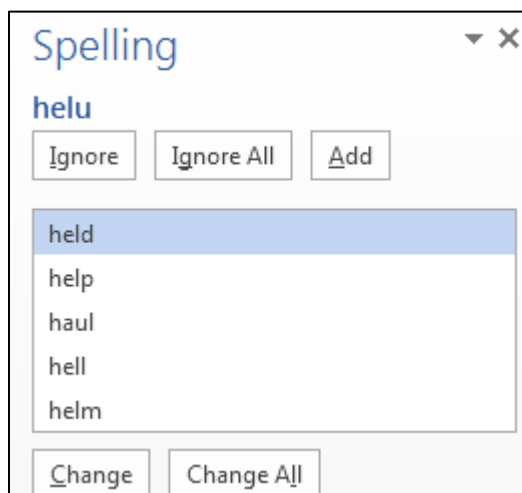 Spelling
helu
Ignore Ignore All Add
held
help
haul
hell
helm
Change Change All